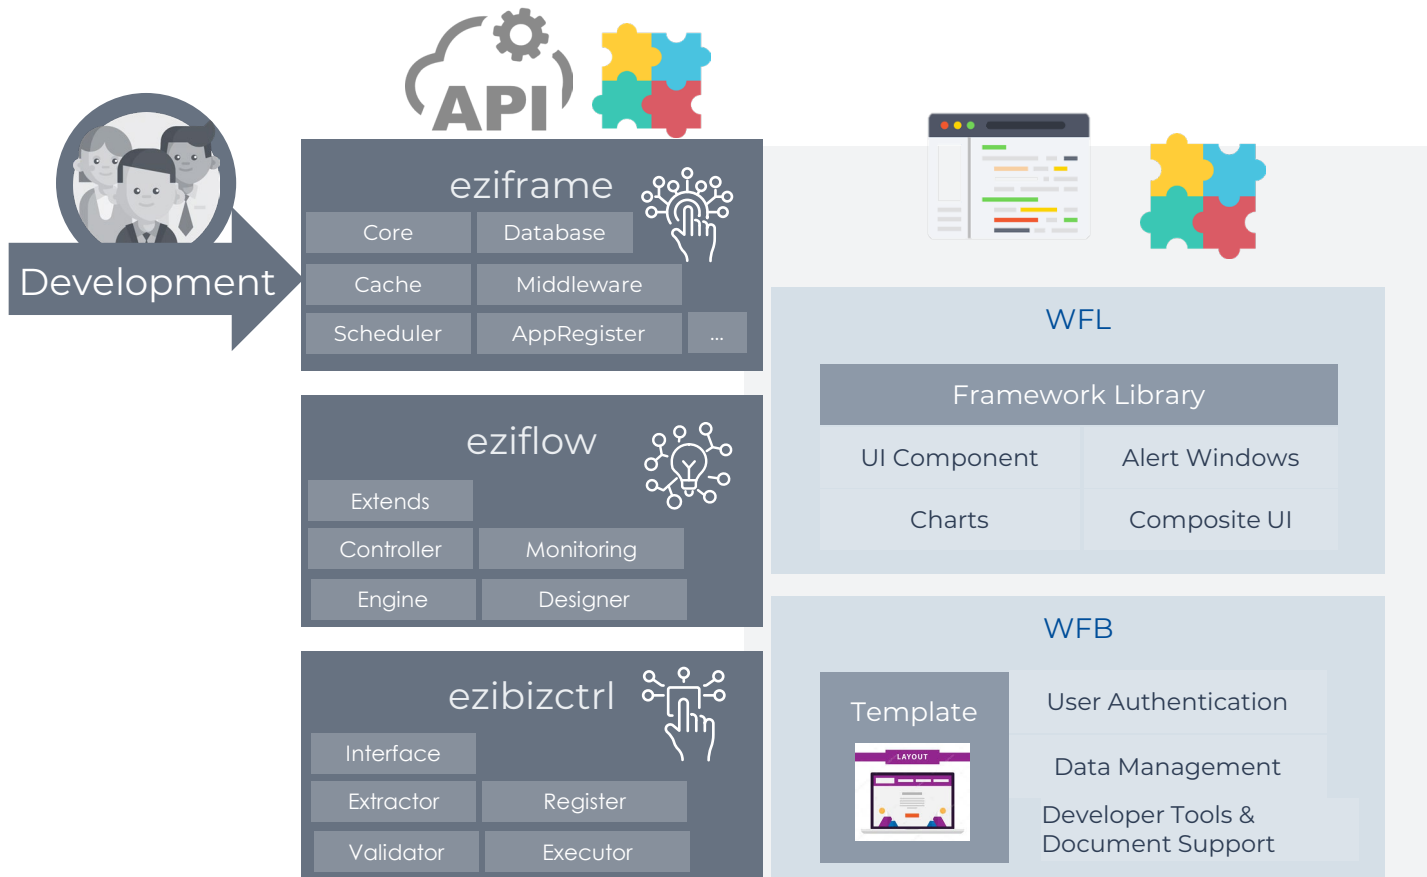 API
Development
eziframe
Core
Database
Cache
Middleware
Scheduler
AppRegister
...
eziflow
Extends
Controller
Monitoring
Engine
Designer
ezibizctrl
Interface
Extractor
Register
Validator
Executor
WFL
Framework Library
UI Component
Alert Windows
Charts
Composite UI
WFB
Template
LAYOUT
User Authentication
Data Management
Developer Tools &
Document Support